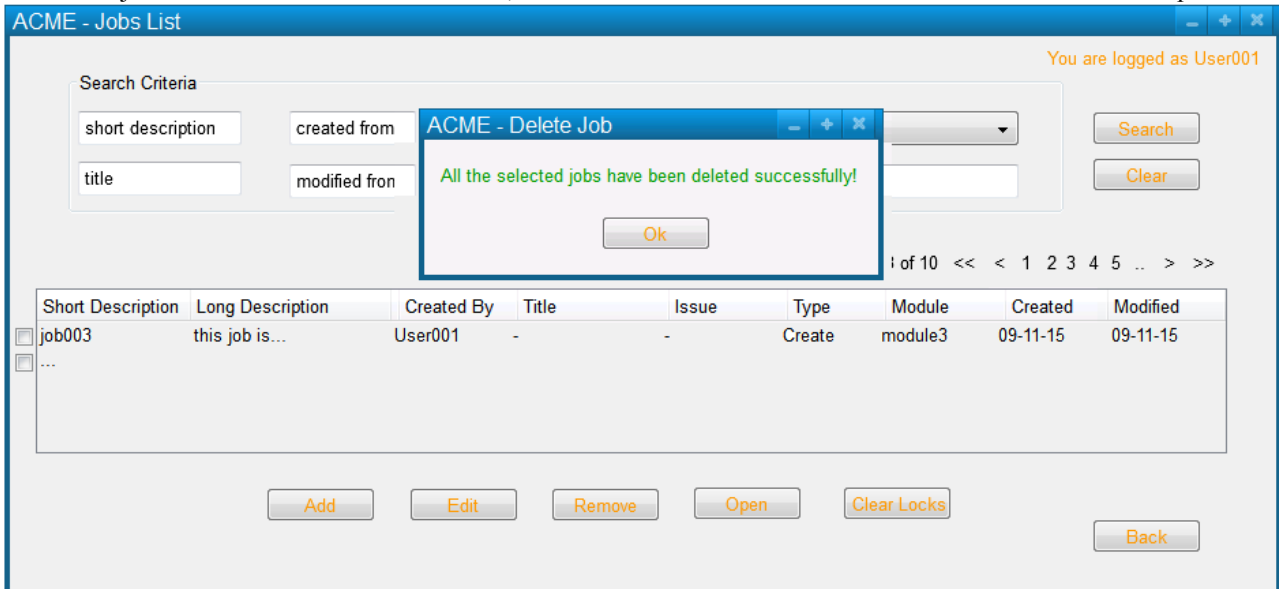 ACME - Jobs List
You are logged as User001
Search Criteria
short description created from
ACME - Delete Job
Search
title modified fron
All the selected jobs have been deleted successfully!
Clear
Ok
of 10 << < 1 2 3 4 5 .. > >>
Short Description Long Description Created By Title Issue Type Module Created Modified
job003 this job is... User001 - - Create module3 09-11-15 09-11-15
...
Add Edit Remove Open Clear Locks
Back